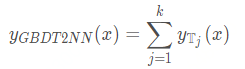 y_{GBDT2NN}(x) = \sum_{j=1}^{k} y_{\mathbb{T}_j}(x)